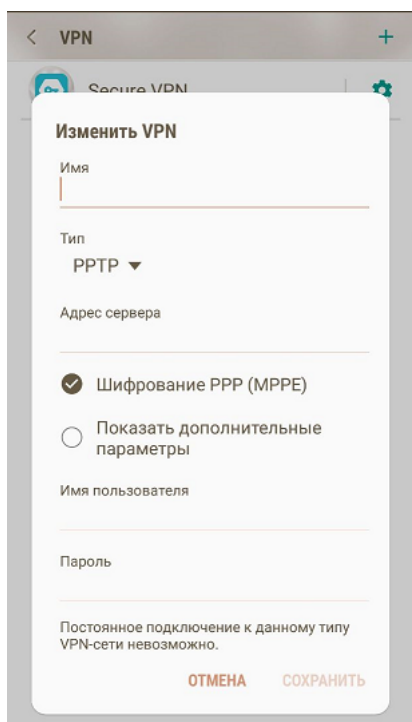 VPN
Secure VPN
Изменить VPN
Имя
Тип
PPTP
Адрес сервера
Шифрование PPP (MPPE)
Показать дополнительные
параметры
Имя пользователя
Пароль
Постоянное подключение к данному типу
VPN-сети невозможно.
ОТМЕНА СОХРАНИТЬ